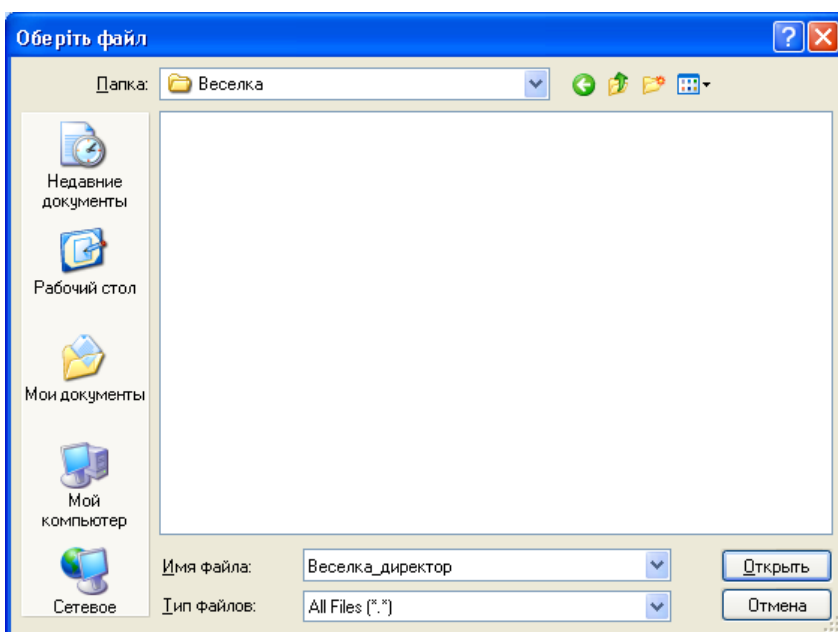 Оберіть файл
Папка:
Веселка
Недавние
документы
Рабочий стол
Мои документы
Мой
компьютер
Сетевое
Имя файла:
Веселка_директор
Открыть
Тип файлов:
All Files (*.*)
Отмена